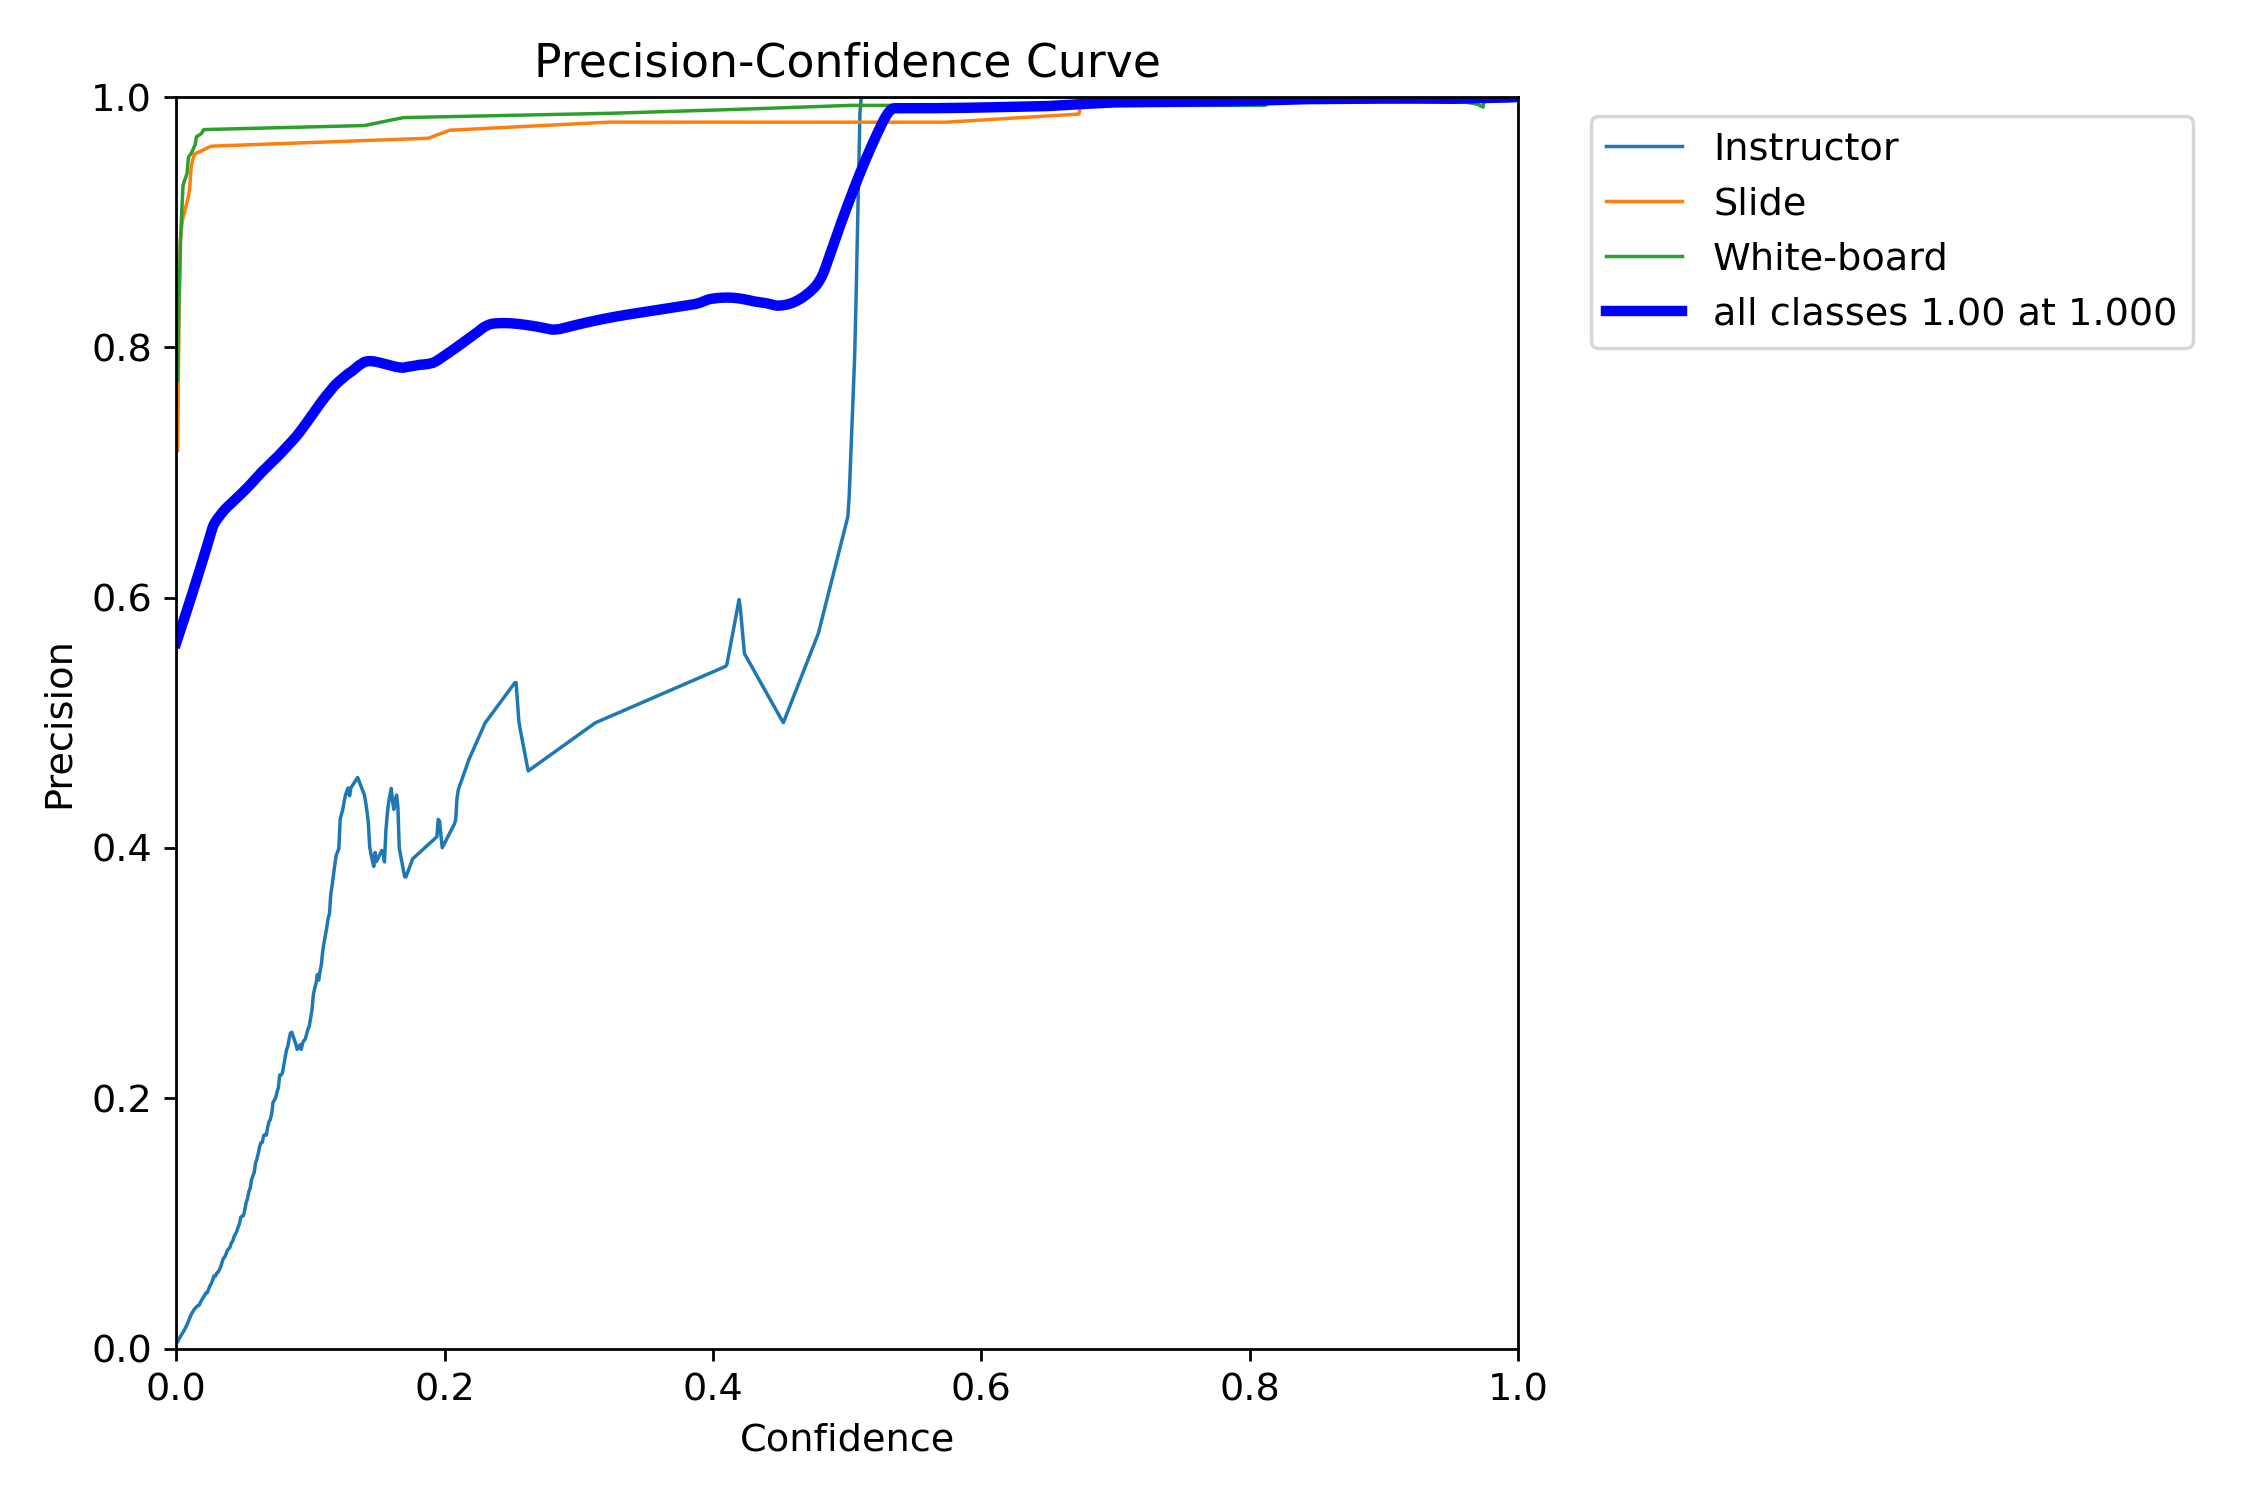 Precision-Confidence Curve
1.0
0.8
0.6
0.4
0.2
0.0
Precision
0.0 0.2 0.4 0.6 0.8 1.0
Confidence
Instructor
Slide
White-board
all classes 1.00 at 1.000